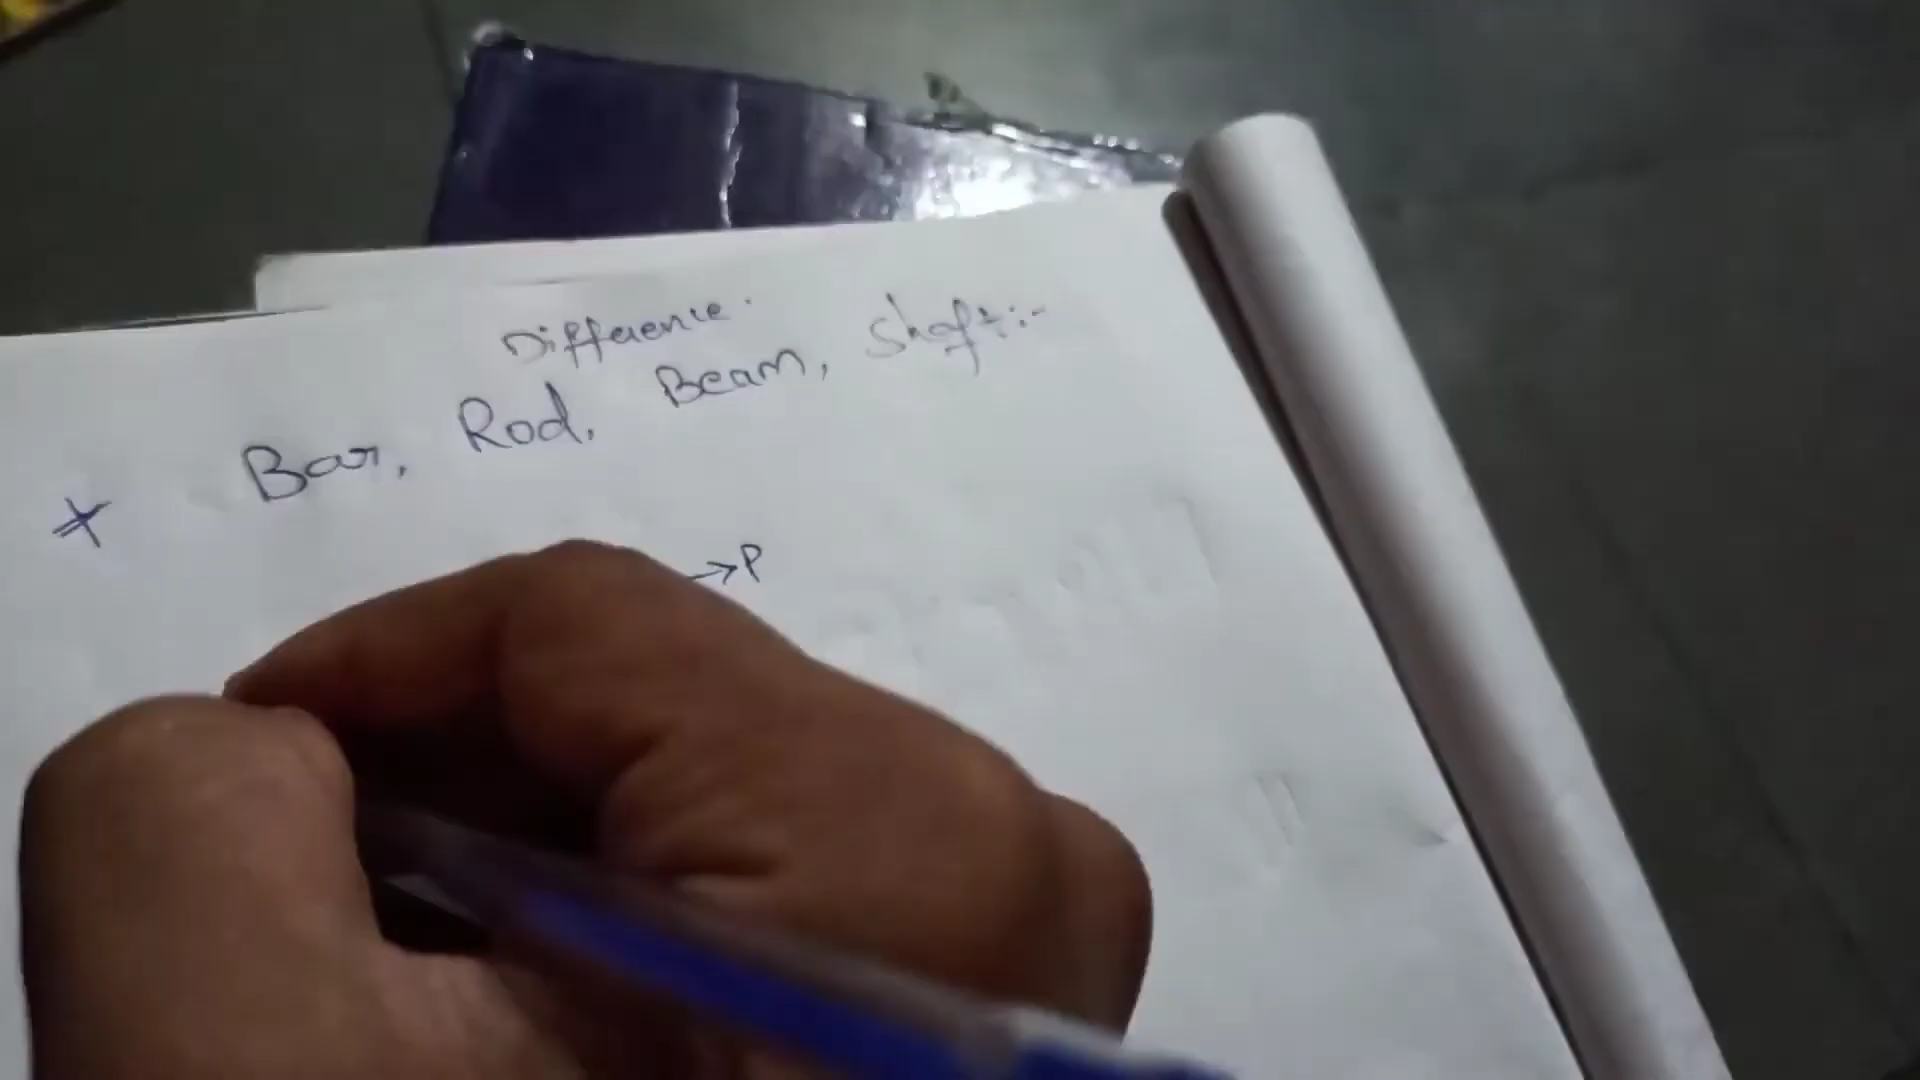 Difference.
* Bar, Rod, Beam, Shaft:-
→P